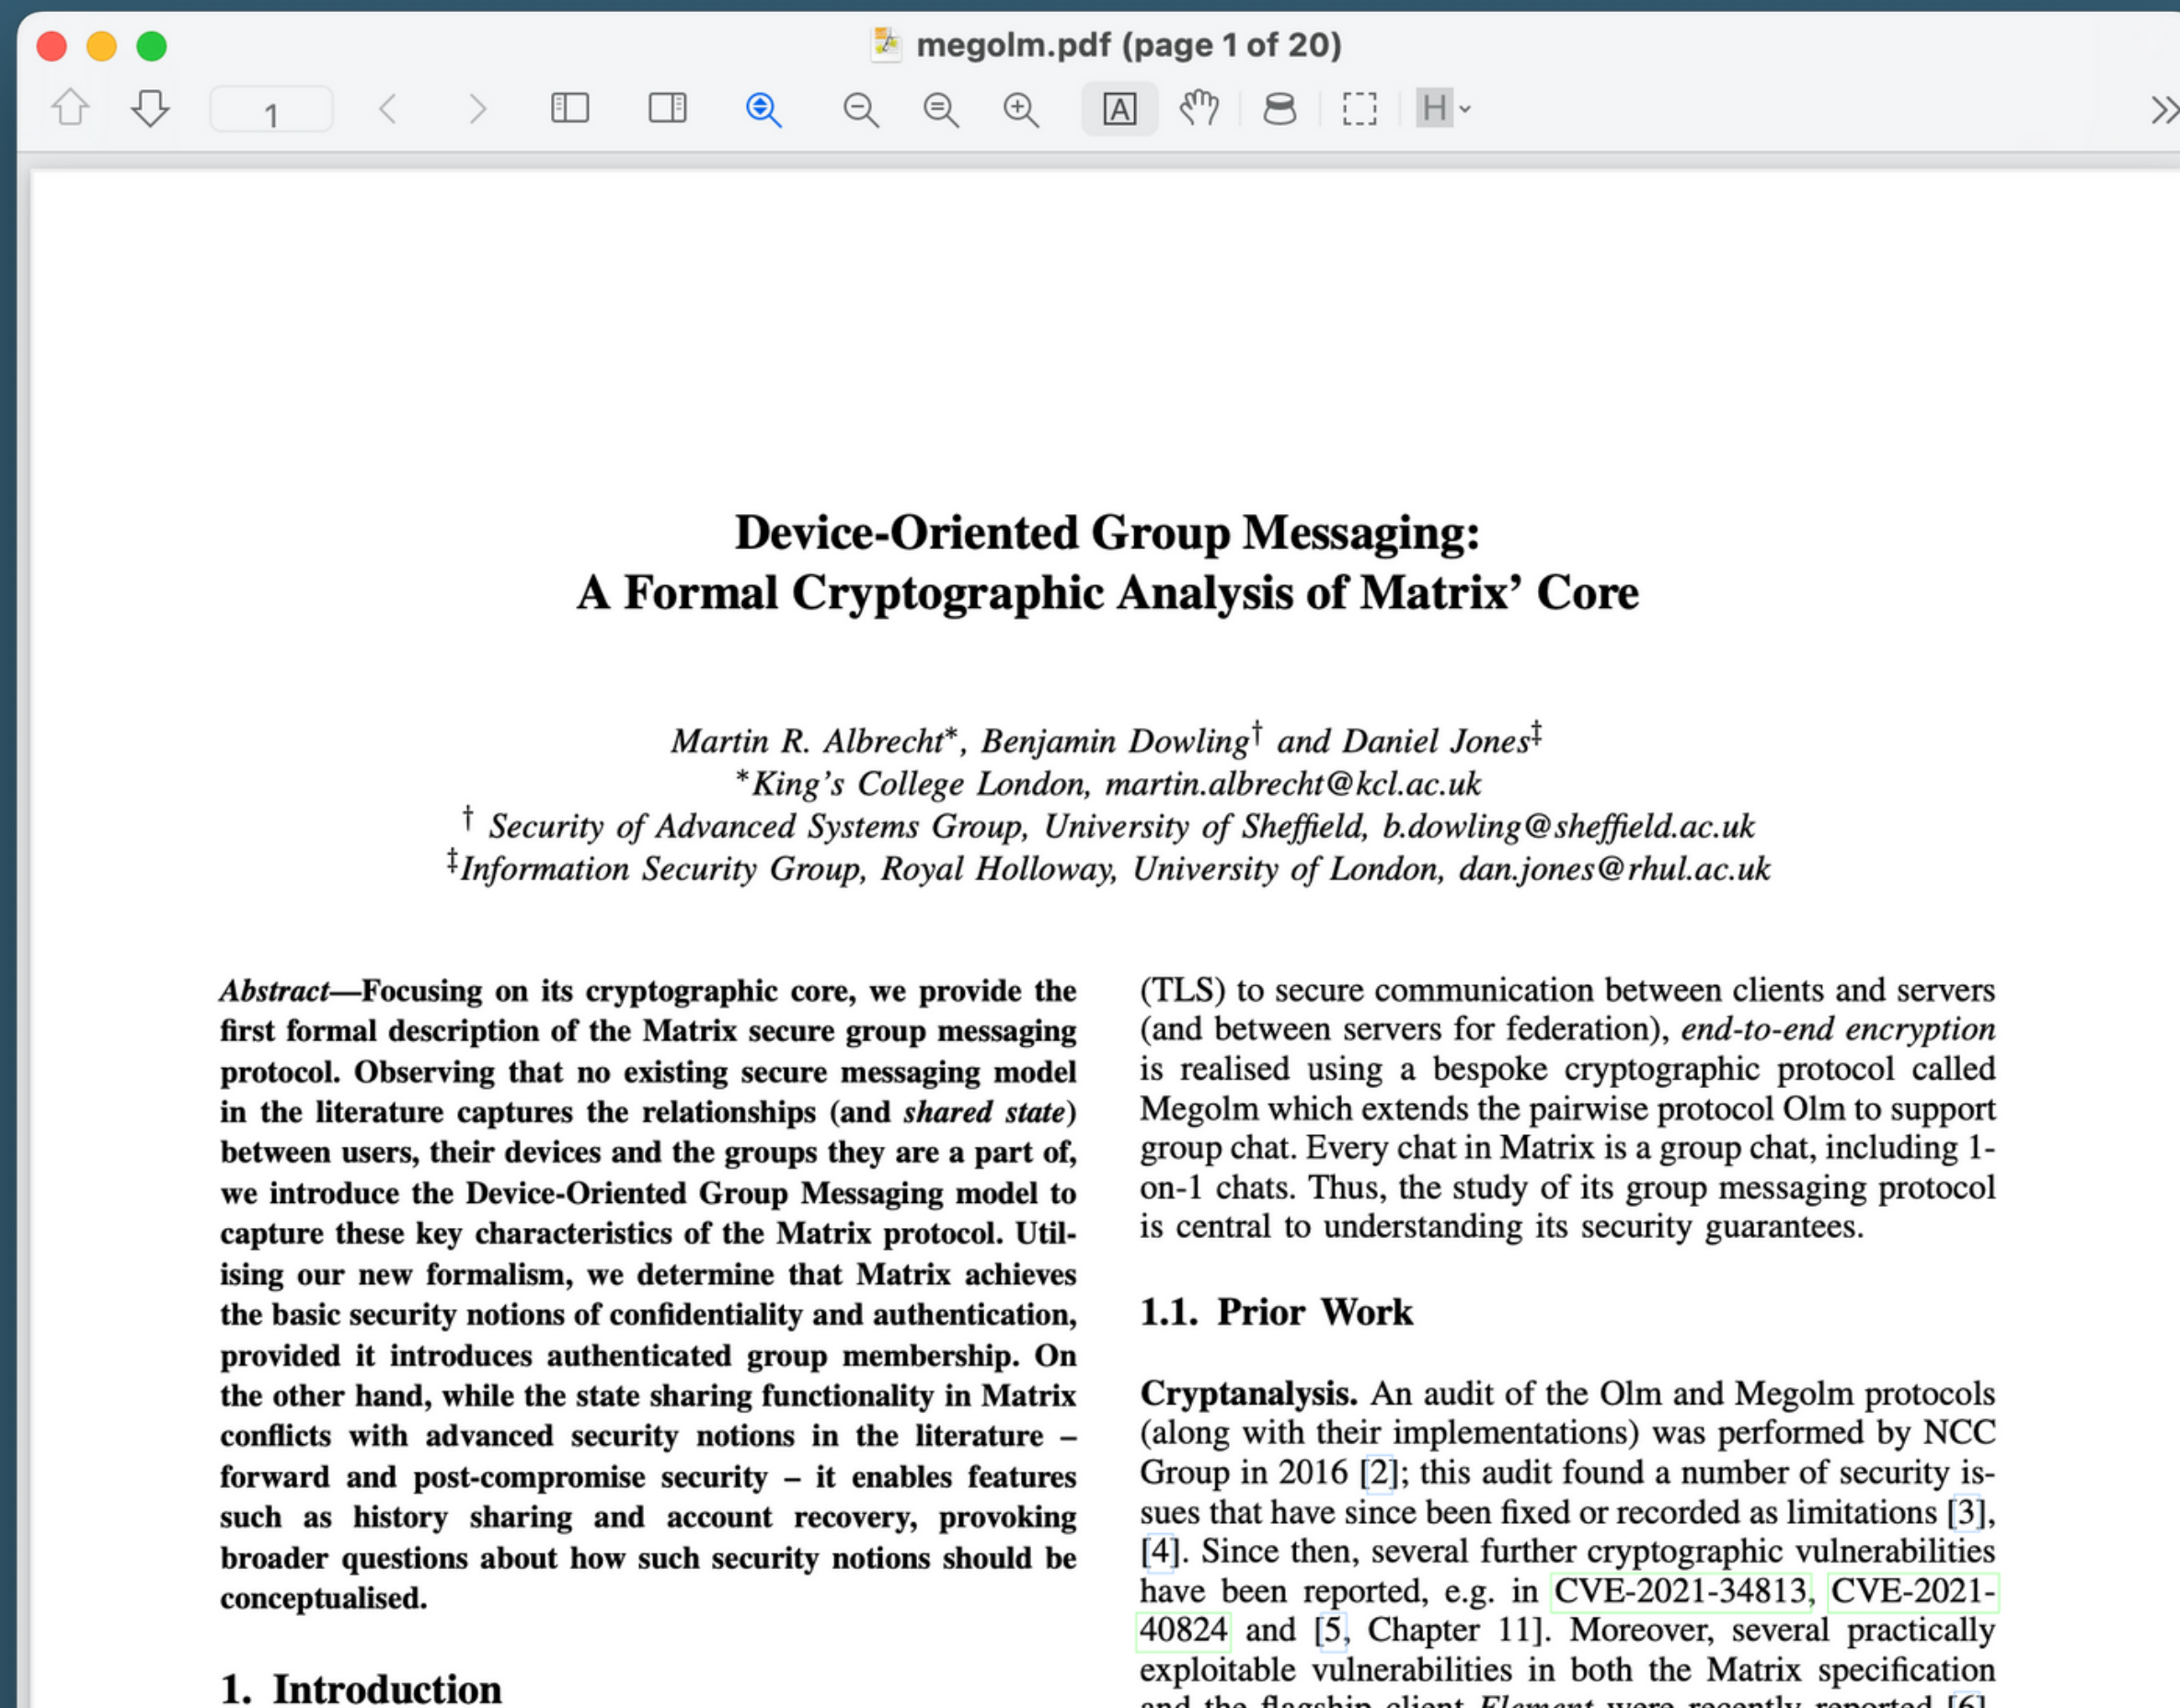 megolm.pdf (page 1 of 20)
1
A
H
Device-Oriented Group Messaging:
A Formal Cryptographic Analysis of Matrix’ Core
Martin R. Albrecht*, Benjamin Dowling† and Daniel Jones‡
*King’s College London, martin.albrecht@kcl.ac.uk
† Security of Advanced Systems Group, University of Sheffield, b.dowling@sheffield.ac.uk
‡Information Security Group, Royal Holloway, University of London, dan.jones@rhul.ac.uk
Abstract—Focusing on its cryptographic core, we provide the
first formal description of the Matrix secure group messaging
protocol. Observing that no existing secure messaging model
in the literature captures the relationships (and shared state)
between users, their devices and the groups they are a part of,
we introduce the Device-Oriented Group Messaging model to
capture these key characteristics of the Matrix protocol. Util-
ising our new formalism, we determine that Matrix achieves
the basic security notions of confidentiality and authentication,
provided it introduces authenticated group membership. On
the other hand, while the state sharing functionality in Matrix
conflicts with advanced security notions in the literature –
forward and post-compromise security – it enables features
such as history sharing and account recovery, provoking
broader questions about how such security notions should be
conceptualised.
1. Introduction
(TLS) to secure communication between clients and servers
(and between servers for federation), end-to-end encryption
is realised using a bespoke cryptographic protocol called
Megolm which extends the pairwise protocol Olm to support
group chat. Every chat in Matrix is a group chat, including 1-
on-1 chats. Thus, the study of its group messaging protocol
is central to understanding its security guarantees.
1.1. Prior Work
Cryptanalysis. An audit of the Olm and Megolm protocols
(along with their implementations) was performed by NCC
Group in 2016 [2]; this audit found a number of security is-
sues that have since been fixed or recorded as limitations [3],
[4]. Since then, several further cryptographic vulnerabilities
have been reported, e.g. in CVE-2021-34813, CVE-2021-
40824 and [5, Chapter 11]. Moreover, several practically
exploitable vulnerabilities in both the Matrix specification
and the flagship client Element were recently reported [6]